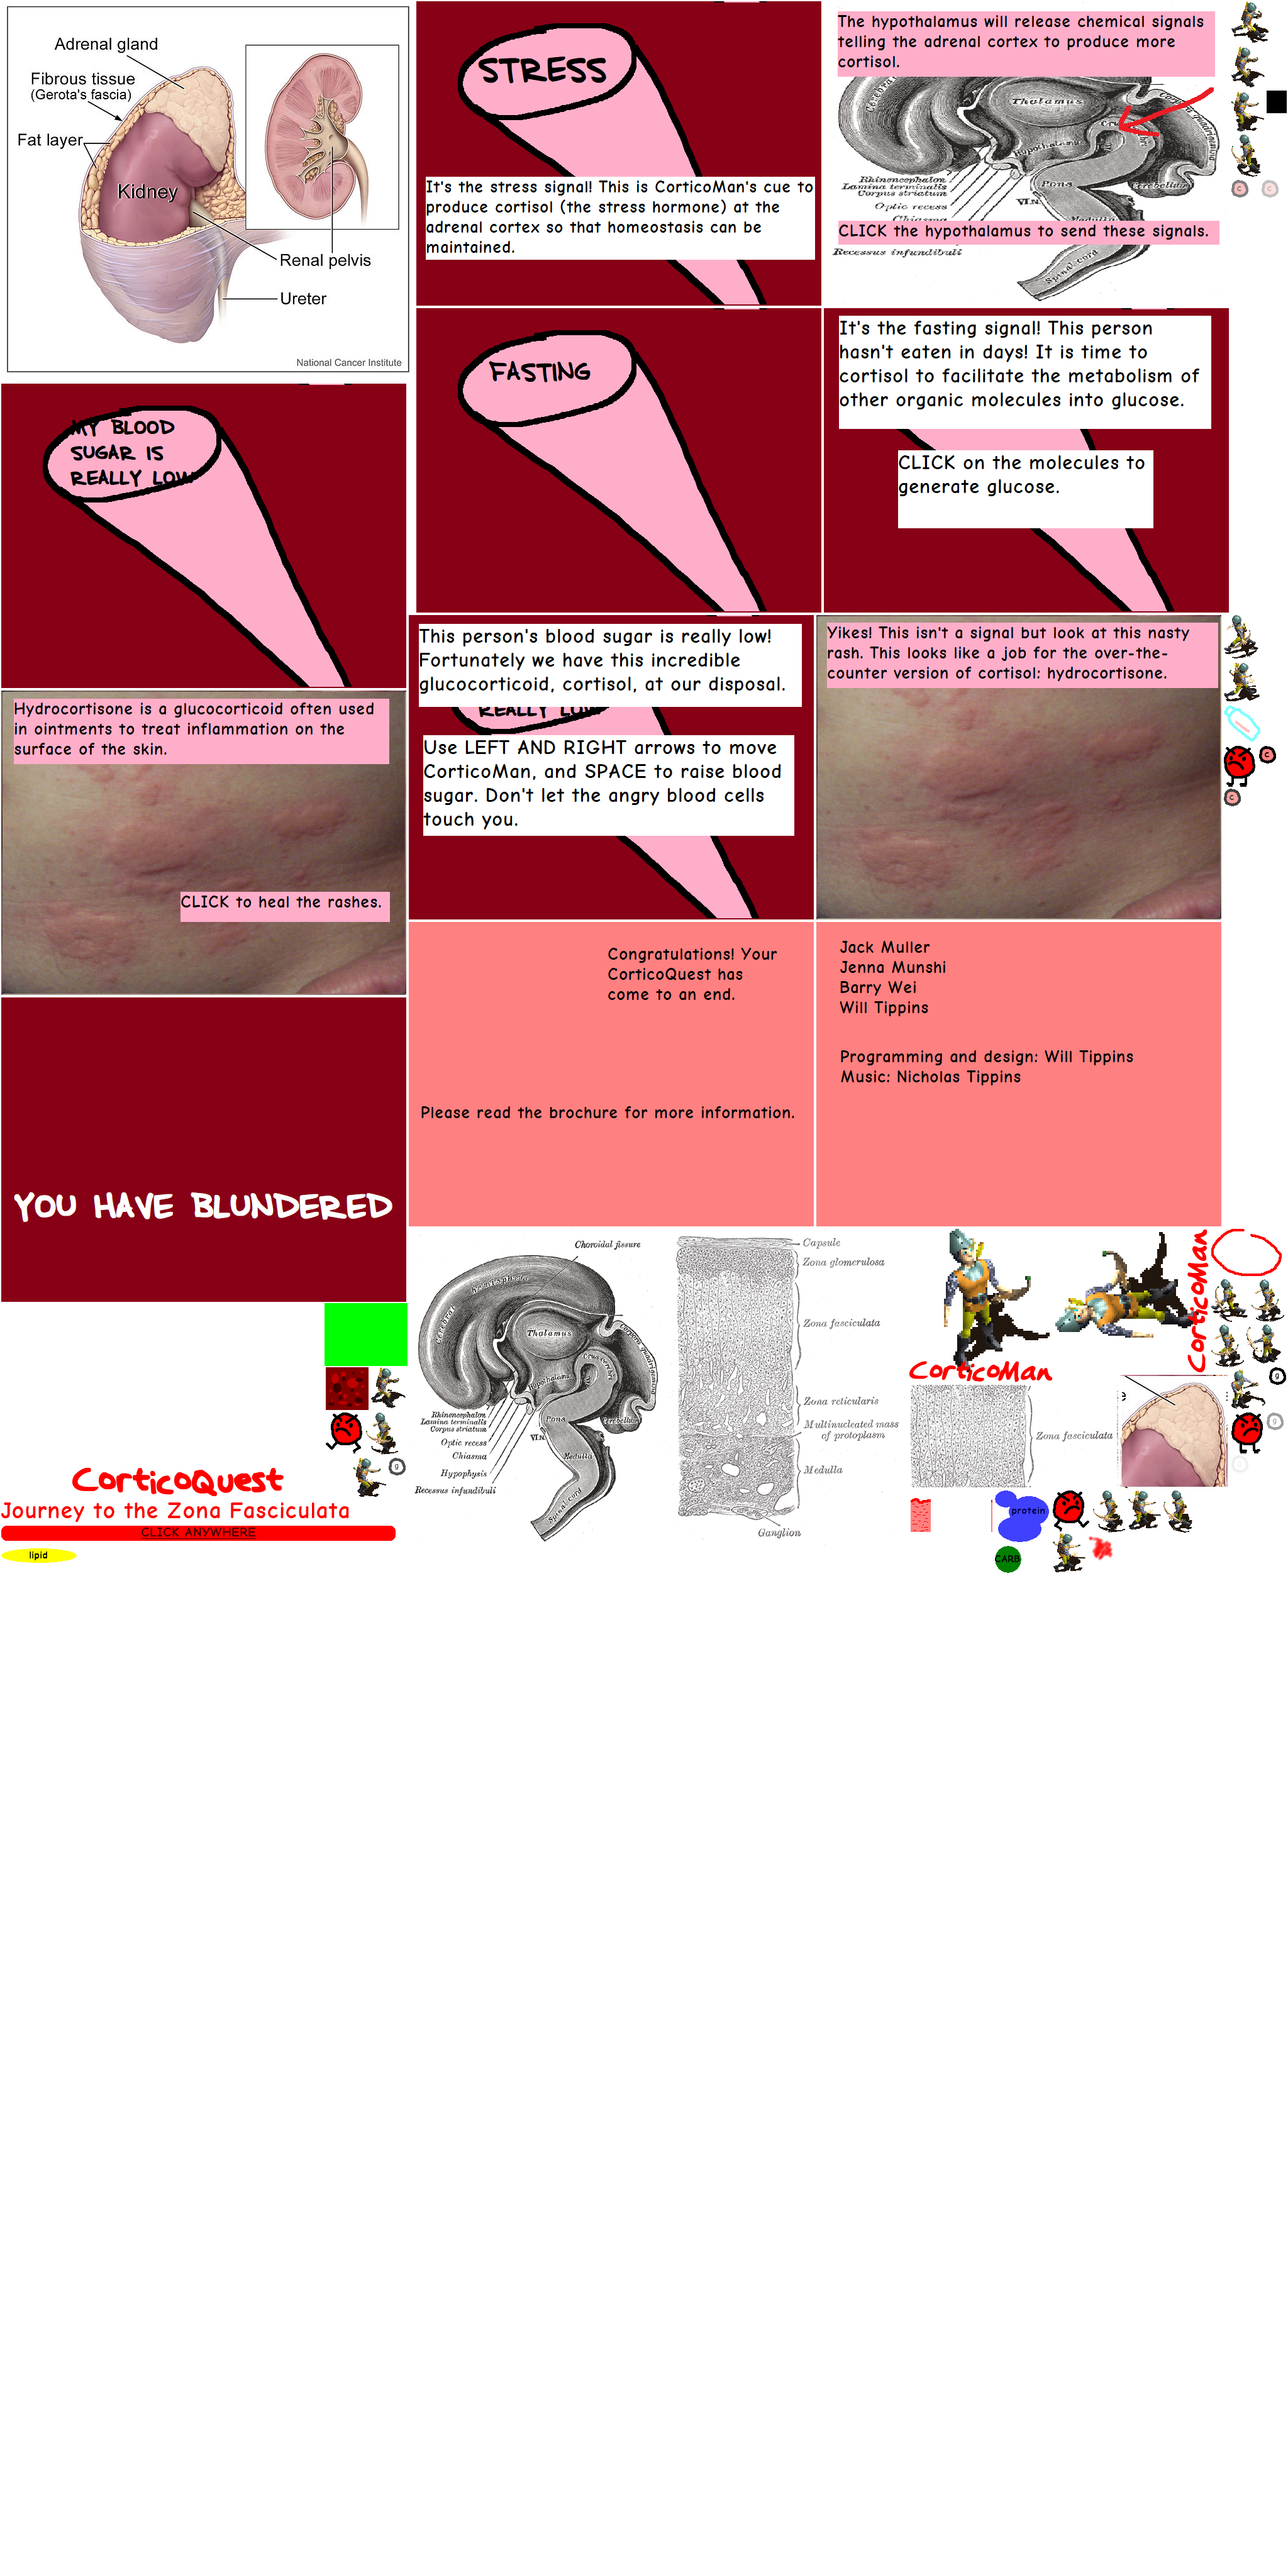 Adrenal gland
Fibrous tissue
(Gerota's fascia)
Fat layer
Kidney
Renal pelvis
Ureter
National Cancer Institute
STRESS
It's the stress signal! This is CorticoMan's cue to
produce cortisol (the stress hormone) at the
adrenal cortex so that homeostasis can be
maintained.
The hypothalamus will release chemical signals
telling the adrenal cortex to produce more
cortisol.
Thalamus
Hypothalamus
Corpora quadrigemina
Rhinoncephalon
Lamina terminalis
Corpus striatum
Pons
Cerebellum
Optic recess
VI.N.
Chiasma
Medulla
CLICK the hypothalamus to send these signals.
Recessus infundibuli
Spinal cord
C
C
FASTING
It's the fasting signal! This person
hasn't eaten in days! It is time to
cortisol to facilitate the metabolism of
other organic molecules into glucose.
CLICK on the molecules to
generate glucose.
MY BLOOD
SUGAR IS
REALLY LOW
This person's blood sugar is really low!
Fortunately we have this incredible
glucocorticoid, cortisol, at our disposal.
REALLY LOW
Use LEFT AND RIGHT arrows to move
CorticoMan, and SPACE to raise blood
sugar. Don't let the angry blood cells
touch you.
Yikes! This isn't a signal but look at this nasty
rash. This looks like a job for the over-the-
counter version of cortisol: hydrocortisone.
C
C
Hydrocortisone is a glucocorticoid often used
in ointments to treat inflammation on the
surface of the skin.
CLICK to heal the rashes.
Congratulations! Your
CorticoQuest has
come to an end.
Please read the brochure for more information.
Jack Muller
Jenna Munshi
Barry Wei
Will Tippins
Programming and design: Will Tippins
Music: Nicholas Tippins
YOU HAVE BLUNDERED
Choroidal fissure
Thalamus
Hypothalamus
Corpora quadrigemina
Rhinencephalon
Lamina terminalis
Corpus striatum
Optic recess
Chiasma
Hypophysis
Recessus infundibuli
Pons
VI.N.
Cerebellum
Medulla
Spinal cord
Capsule
Zona glomerulosa
Zona fasciculata
Zona reticularis
Multinucleated mass
of protoplasm
Medulla
Ganglion
CorticoMan
CorticoMan
Zona fasciculata
g
g
g
CorticoQuest
Journey to the Zona Fasciculata
CLICK ANYWHERE
lipid
protein
CARB